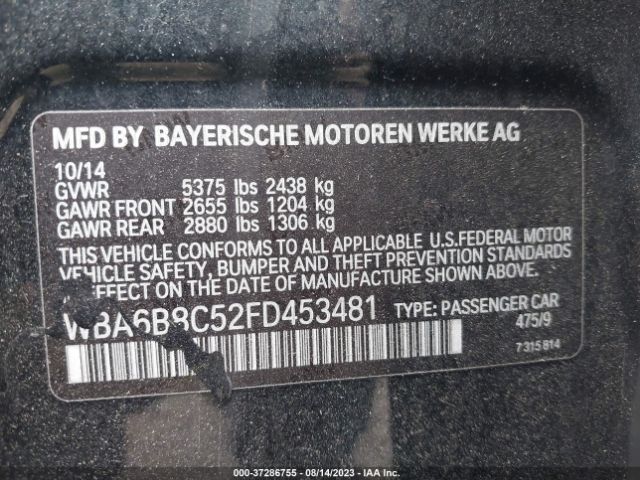 MFD BY BAYERISCHE MOTOREN WERKE AG
10/14
GVWR 5375 lbs 2438 kg
GAWR FRONT 2655 lbs 1204 kg
GAWR REAR 2880 lbs 1306 kg
THIS VEHICLE CONFORMS TO ALL APPLICABLE U.S.FEDERAL MOTOR
VEHICLE SAFETY, BUMPER AND THEFT PREVENTION STANDARDS
EFFECT ON THE DATE OF MANUFACTURE SHOWN ABOVE.
WBA6B8C52FD453481 TYPE: PASSENGER CAR
475/9
7 315 814
000-37286755 - 08/14/2023 - IAA Inc.